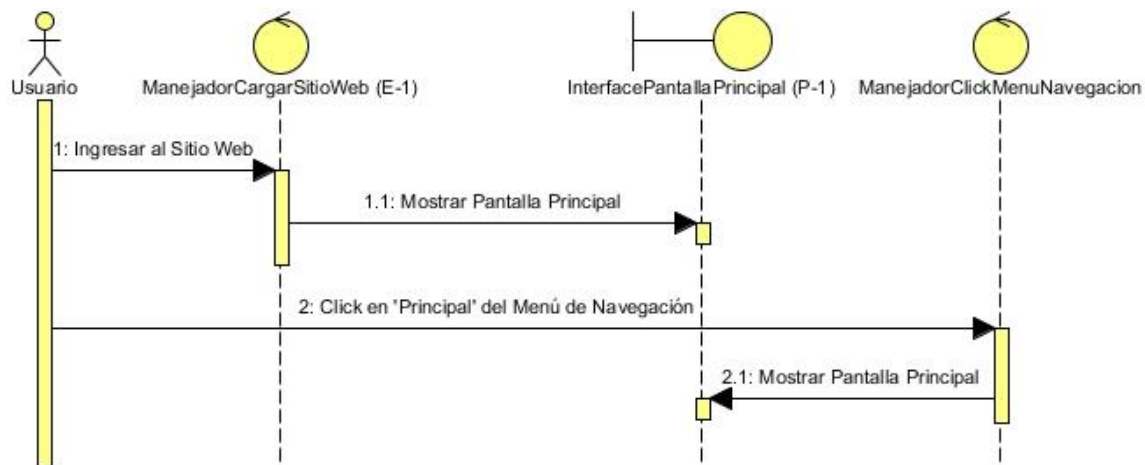 Usuario
ManejadorCargarSitioWeb (E-1)
InterfacePantallaPrincipal (P-1)
ManejadorClickMenuNavegacion
1: Ingresar al Sitio Web
1.1: Mostrar Pantalla Principal
2: Click en 'Principal' del Menú de Navegación
2.1: Mostrar Pantalla Principal